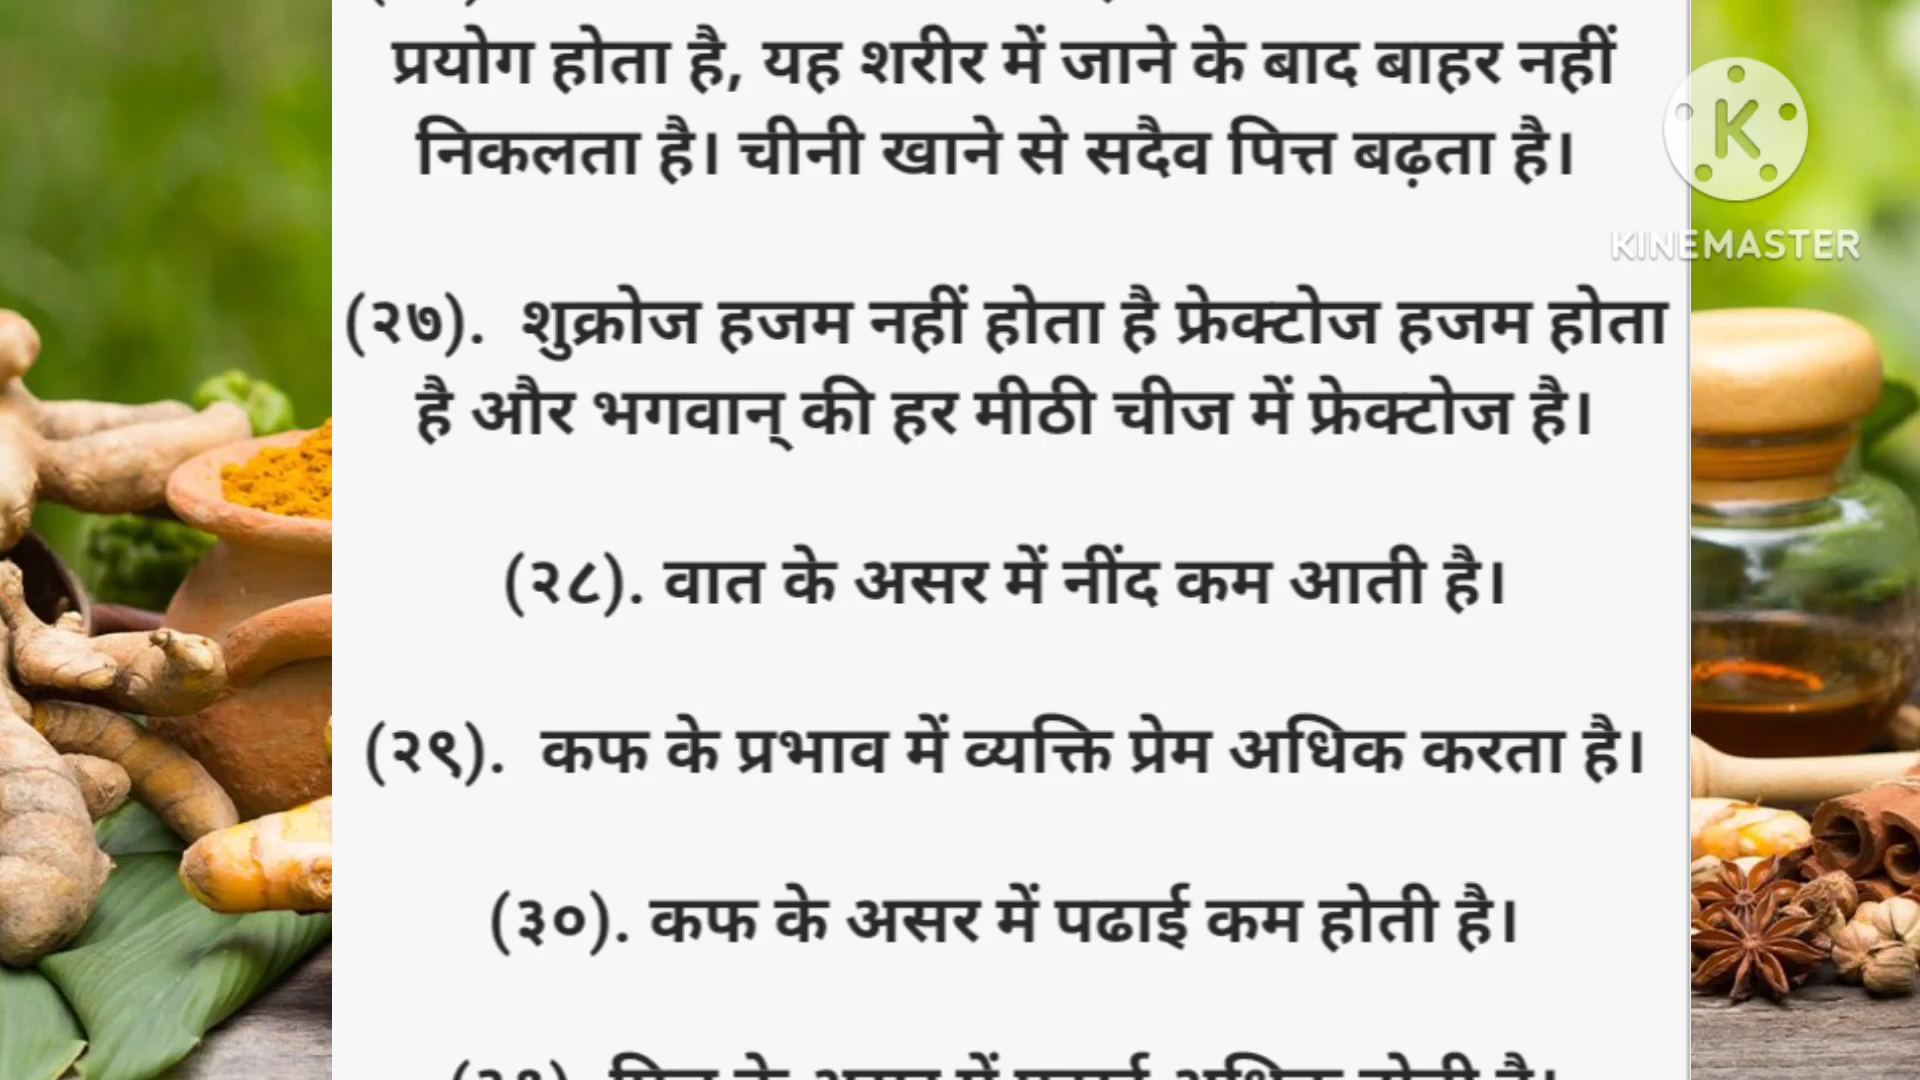 प्रयोग होता है, यह शरीर में जाने के बाद बाहर नहीं
निकलता है। चीनी खाने से सदैव पित्त बढ़ता है।
K
KINEMASTER
(२७). शुक्रोज हजम नहीं होता है फ्रेक्टोज हजम होता
है और भगवान् की हर मीठी चीज में फ्रेक्टोज है।
(२८). वात के असर में नींद कम आती है।
(२९). कफ के प्रभाव में व्यक्ति प्रेम अधिक करता है।
(३०). कफ के असर में पढाई कम होती है।